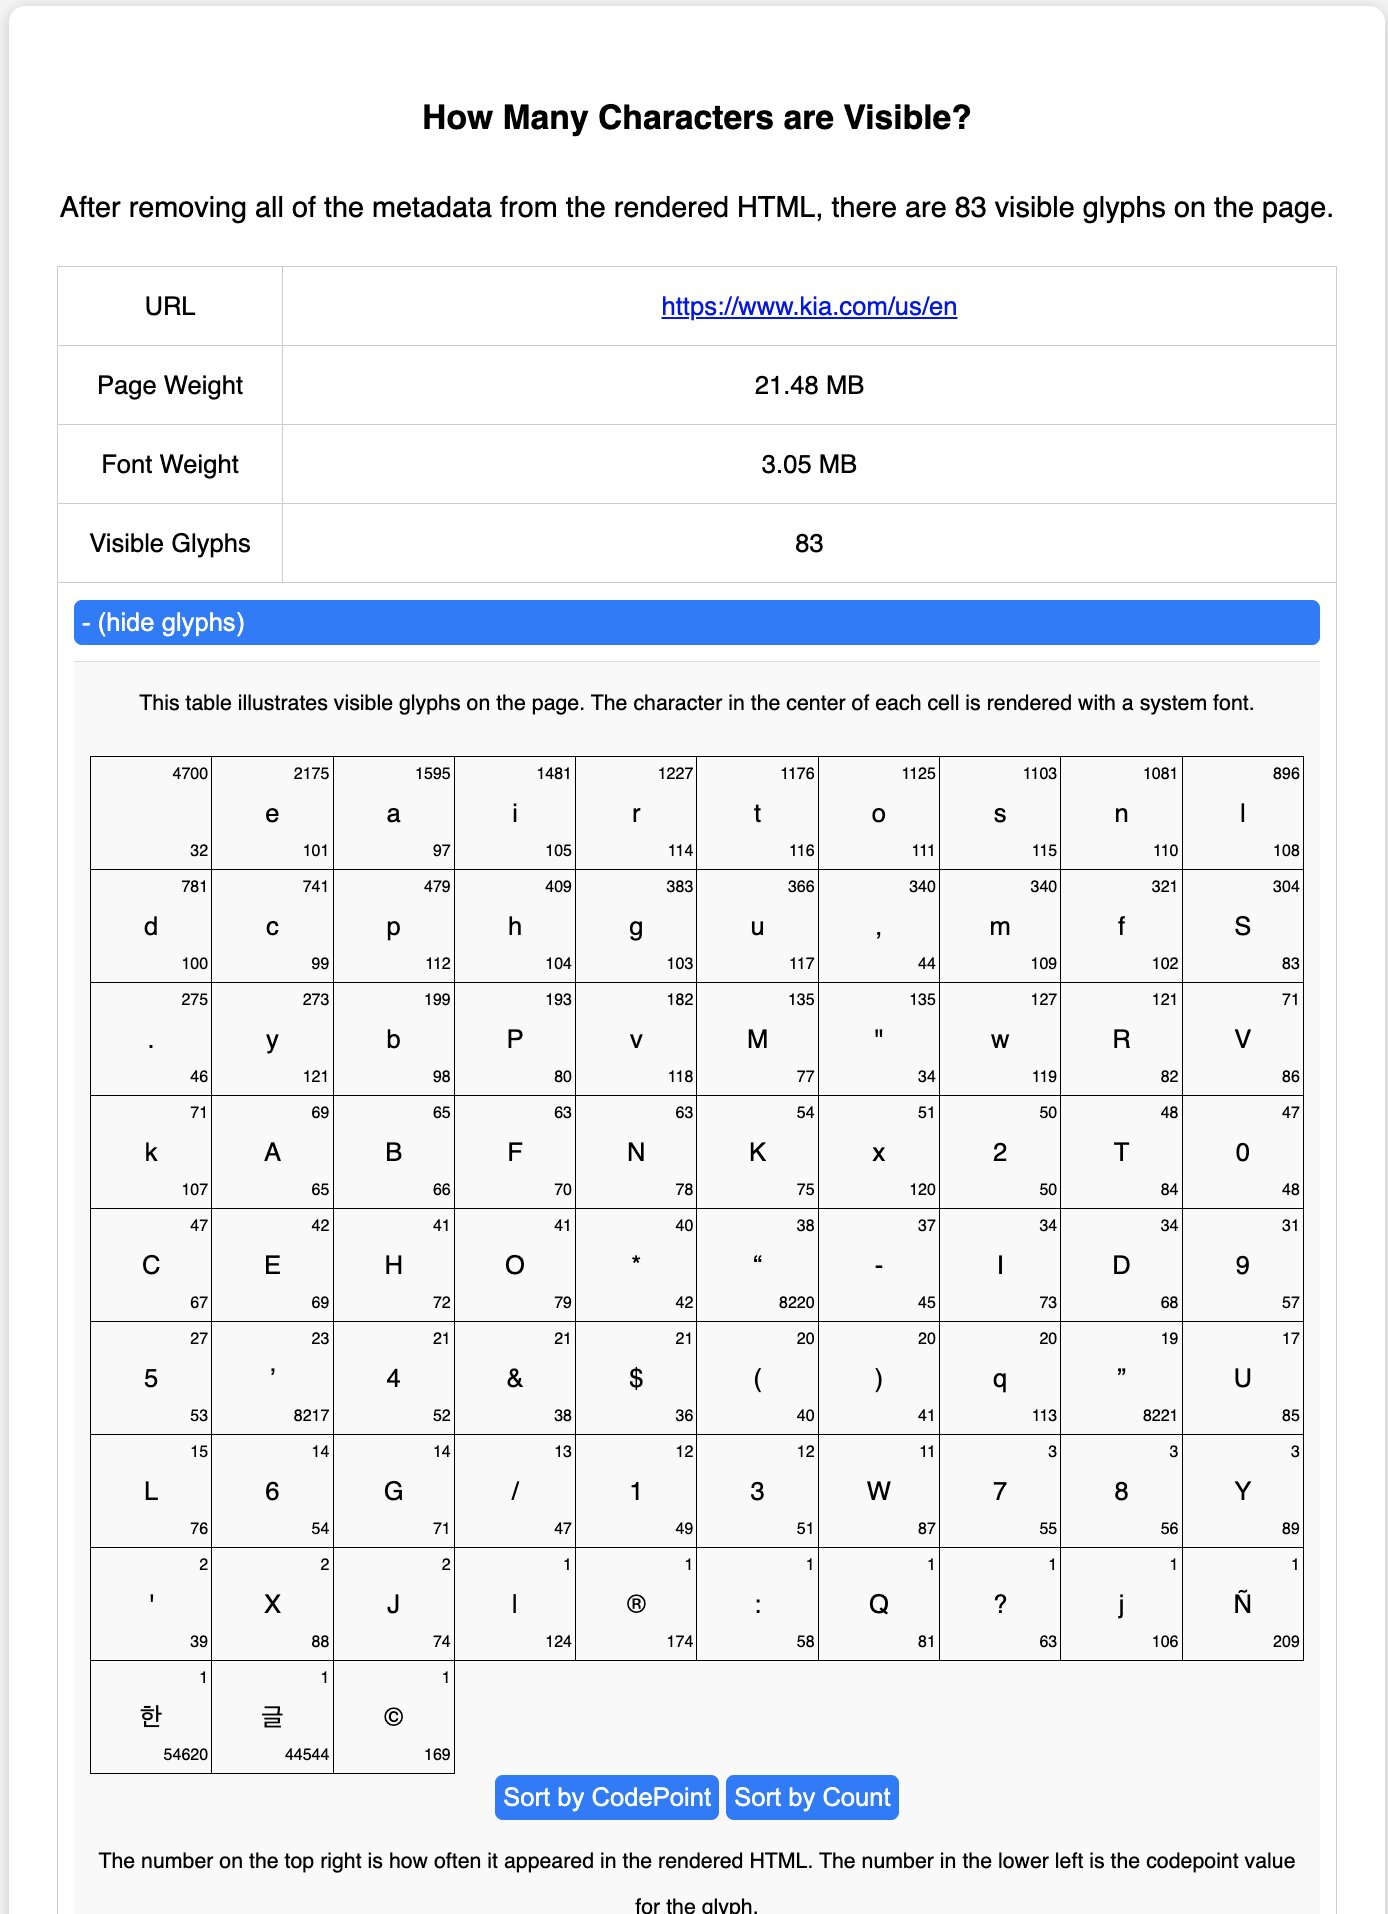 How Many Characters are Visible?
After removing all of the metadata from the rendered HTML, there are 83 visible glyphs on the page.
URL https://www.kia.com/us/en
Page Weight 21.48 MB
Font Weight 3.05 MB
Visible Glyphs 83
- (hide glyphs)
This table illustrates visible glyphs on the page. The character in the center of each cell is rendered with a system font.
4700 2175 1595 1481 1227 1176 1125 1103 1081 896
e a i r t o s n l
32 101 97 105 114 116 111 115 110 108
781 741 479 409 383 366 340 340 321 304
d c p h g u , m f S
100 99 112 104 103 117 44 109 102 83
275 273 199 193 182 135 135 127 121 71
. y b P v M " w R V
46 121 98 80 118 77 34 119 82 86
71 69 65 63 63 54 51 50 48 47
k A B F N K x 2 T 0
107 65 66 70 78 75 120 50 84 48
47 42 41 41 40 38 37 34 34 31
C E H O * “ - I D 9
67 69 72 79 42 8220 45 73 68 57
27 23 21 21 21 20 20 20 19 17
5 ’ 4 & $ ( ) q ” U
53 8217 52 38 36 40 41 113 8221 85
15 14 14 13 12 12 11 3 3 3
L 6 G / 1 3 W 7 8 Y
76 54 71 47 49 51 87 55 56 89
2 2 2 1 1 1 1 1 1 1
' X J | ® : Q ? j Ñ
39 88 74 124 174 58 81 63 106 209
1 1 1
한 글 ©
54620 44544 169
Sort by CodePoint Sort by Count
The number on the top right is how often it appeared in the rendered HTML. The number in the lower left is the codepoint value
for the glyph.